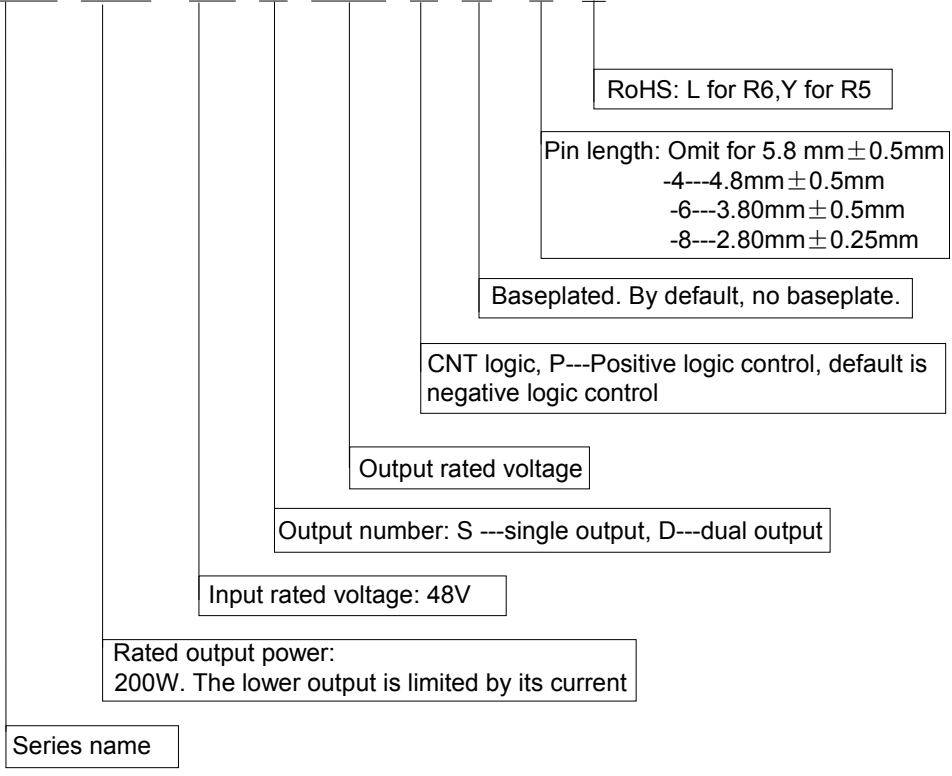 RoHS: L for R6,Y for R5
Pin length: Omit for 5.8 mm±0.5mm
-4---4.8mm±0.5mm
-6---3.80mm±0.5mm
-8---2.80mm±0.25mm
Baseplated. By default, no baseplate.
CNT logic, P---Positive logic control, default is
negative logic control
Output rated voltage
Output number: S ---single output, D---dual output
Input rated voltage: 48V
Rated output power:
200W. The lower output is limited by its current
Series name